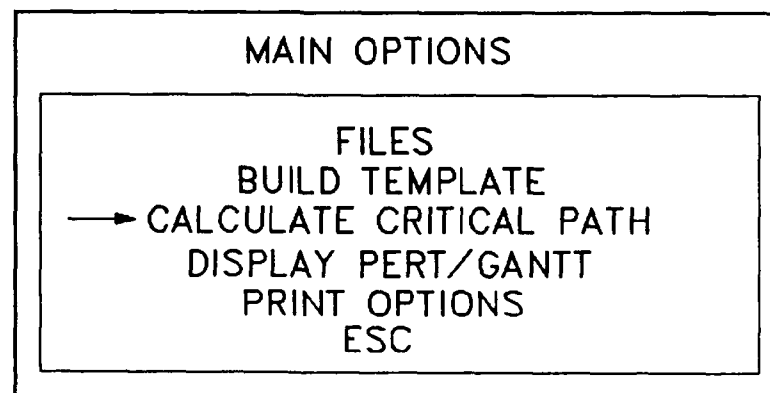 MAIN OPTIONS
FILES
BUILD TEMPLATE
CALCULATE CRITICAL PATH
DISPLAY PERT/GANTT
PRINT OPTIONS
ESC